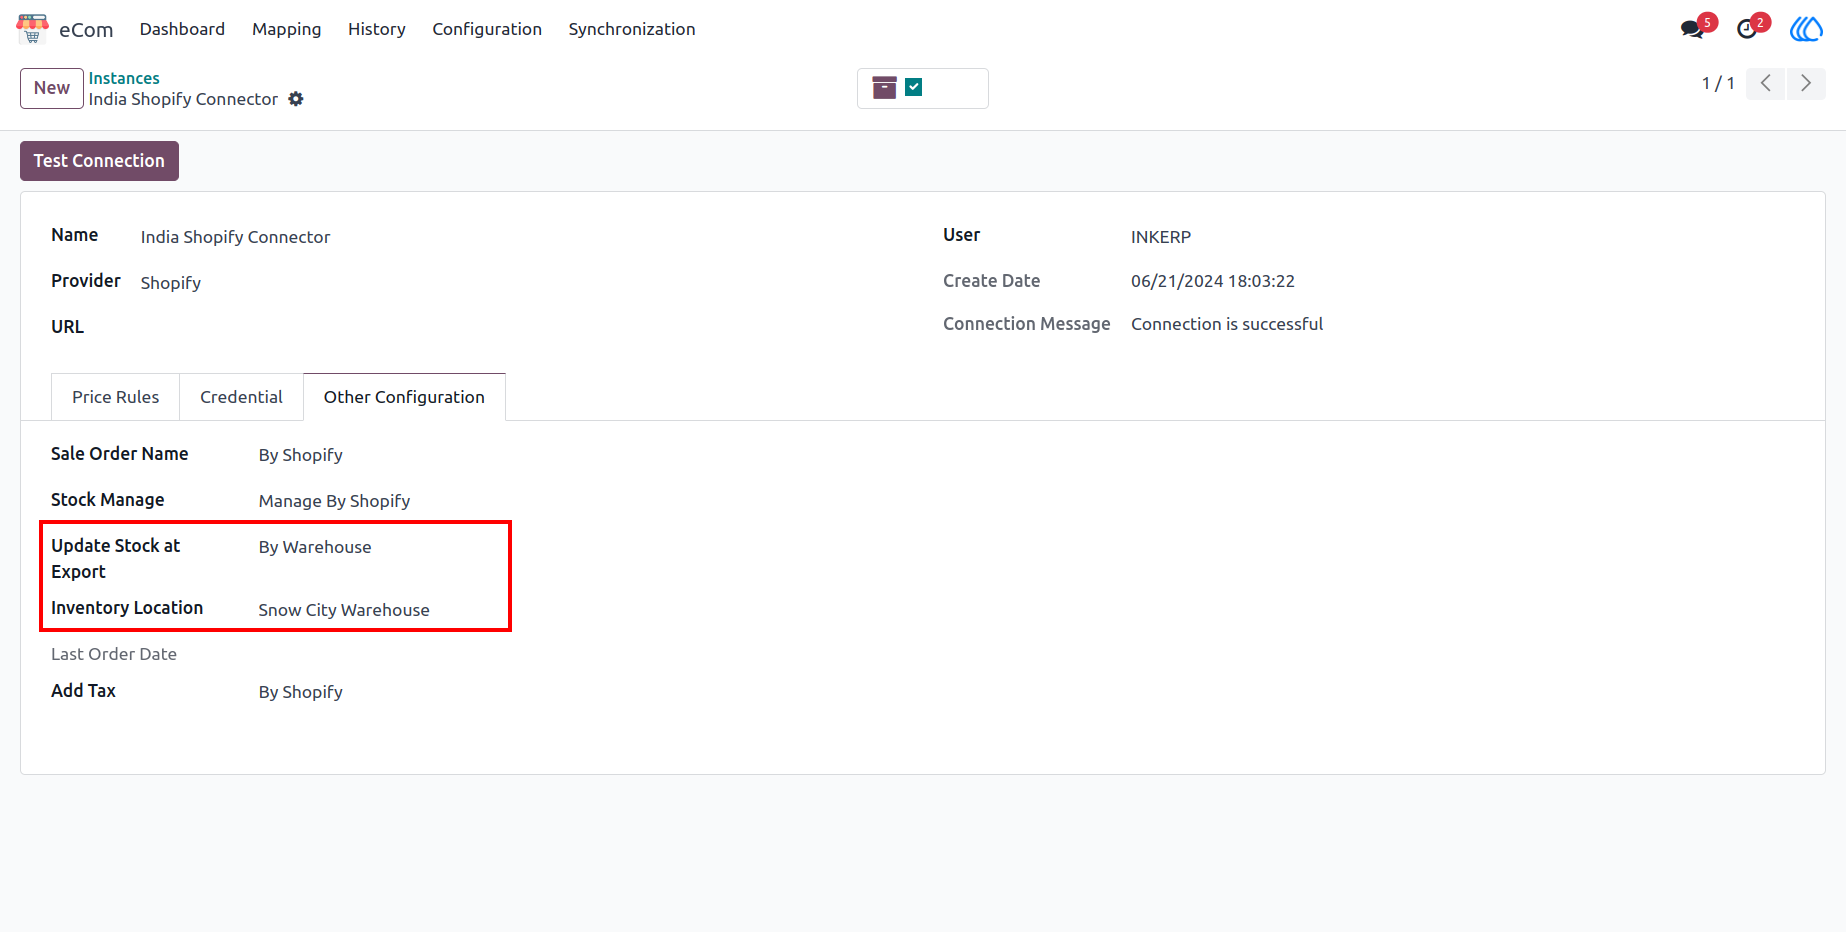 eCom Dashboard Mapping History Configuration Synchronization 5 2
New Instances
India Shopify Connector
1 / 1
Test Connection
Name India Shopify Connector User INKERP
Provider Shopify Create Date 06/21/2024 18:03:22
URL Connection Message Connection is successful
Price Rules Credential Other Configuration
Sale Order Name By Shopify
Stock Manage Manage By Shopify
Update Stock at By Warehouse
Export
Inventory Location Snow City Warehouse
Last Order Date
Add Tax By Shopify